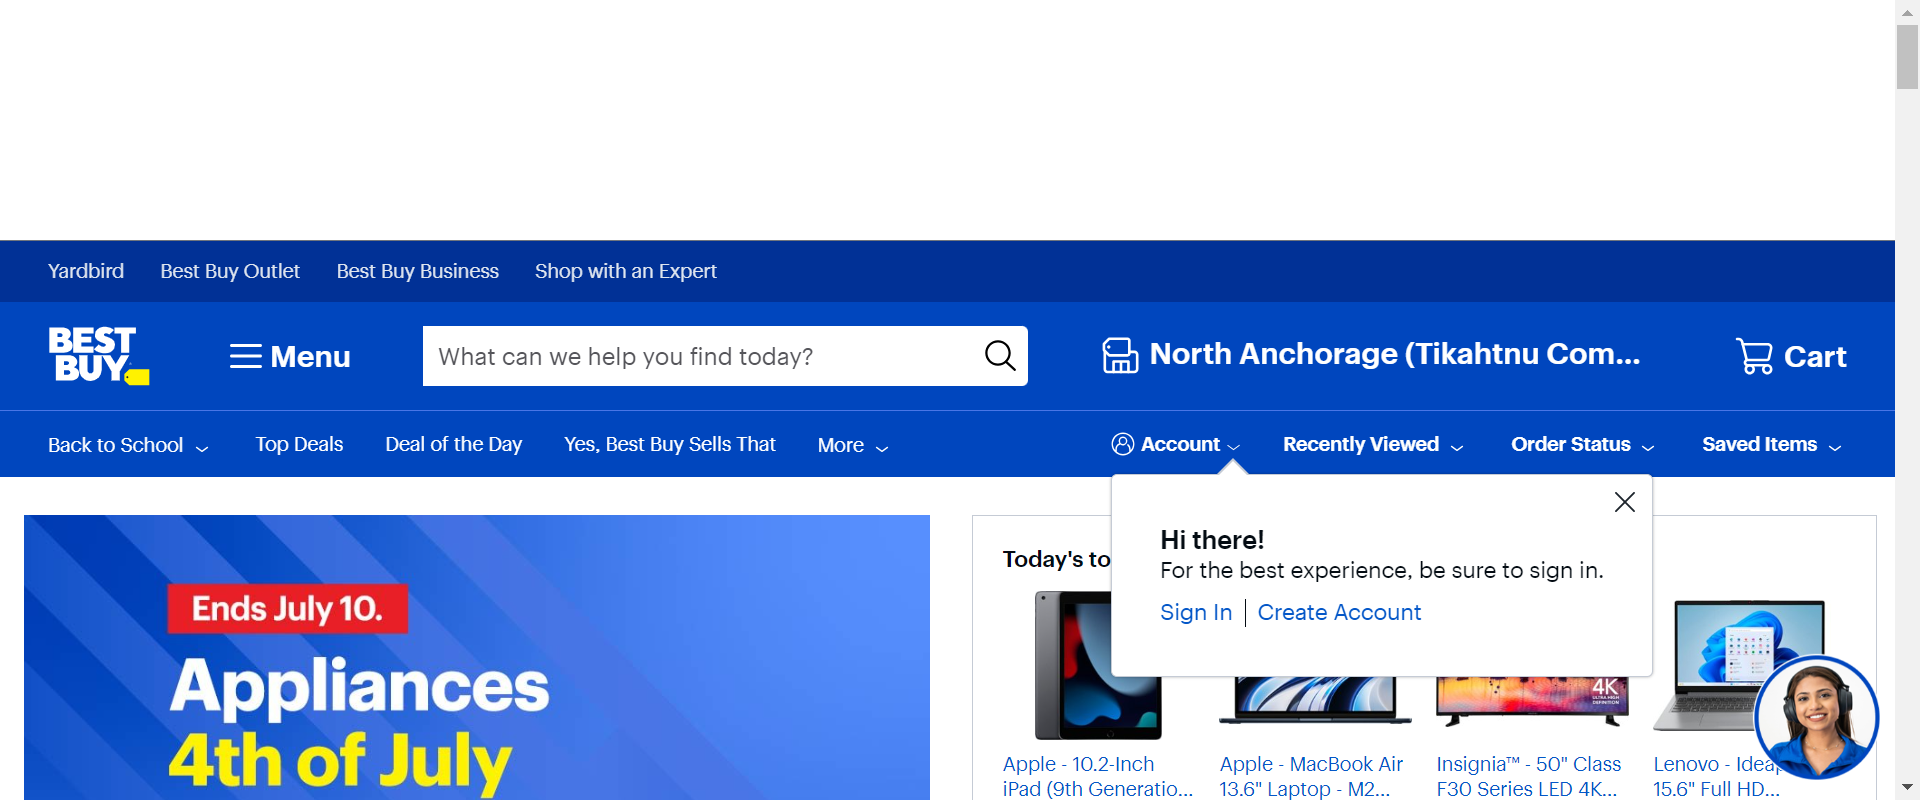 Yardbird Best Buy Outlet Best Buy Business Shop with an Expert
BEST BUY
Menu
What can we help you find today?
North Anchorage (Tikahtnu Com...
Cart
Back to School Top Deals Deal of the Day Yes, Best Buy Sells That More
Account Recently Viewed Order Status Saved Items
Hi there!
For the best experience, be sure to sign in.
Sign In Create Account
Ends July 10.
Appliances
4th of July
Today's to
4K
ULTRA HIGH
DEFINITION
Apple - 10.2-Inch
iPad (9th Generatio...
Apple - MacBook Air
13.6" Laptop - M2...
Insignia™ - 50" Class
F30 Series LED 4K...
Lenovo - Ideap
15.6" Full HD...